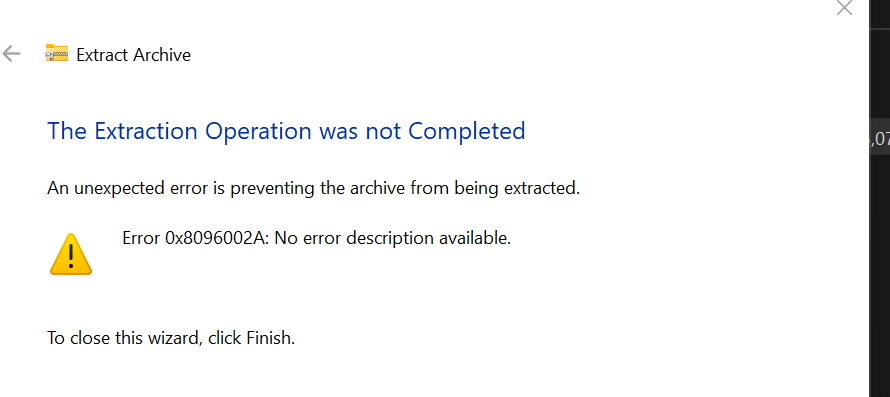 Extract Archive
The Extraction Operation was not Completed
An unexpected error is preventing the archive from being extracted.
Error 0x8096002A: No error description available.
To close this wizard, click Finish.